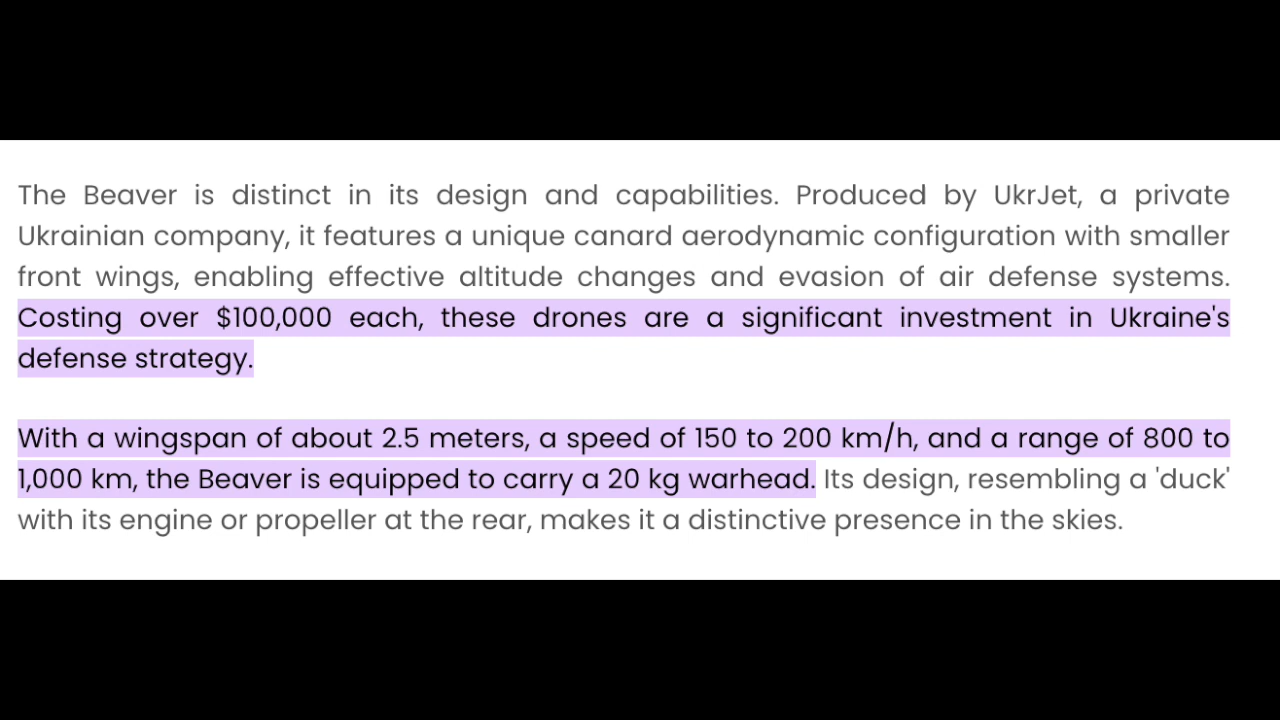 The Beaver is distinct in its design and capabilities. Produced by UkrJet, a private
Ukrainian company, it features a unique canard aerodynamic configuration with smaller
front wings, enabling effective altitude changes and evasion of air defense systems.
Costing over $100,000 each, these drones are a significant investment in Ukraine's
defense strategy.
With a wingspan of about 2.5 meters, a speed of 150 to 200 km/h, and a range of 800 to
1,000 km, the Beaver is equipped to carry a 20 kg warhead. Its design, resembling a 'duck'
with its engine or propeller at the rear, makes it a distinctive presence in the skies.